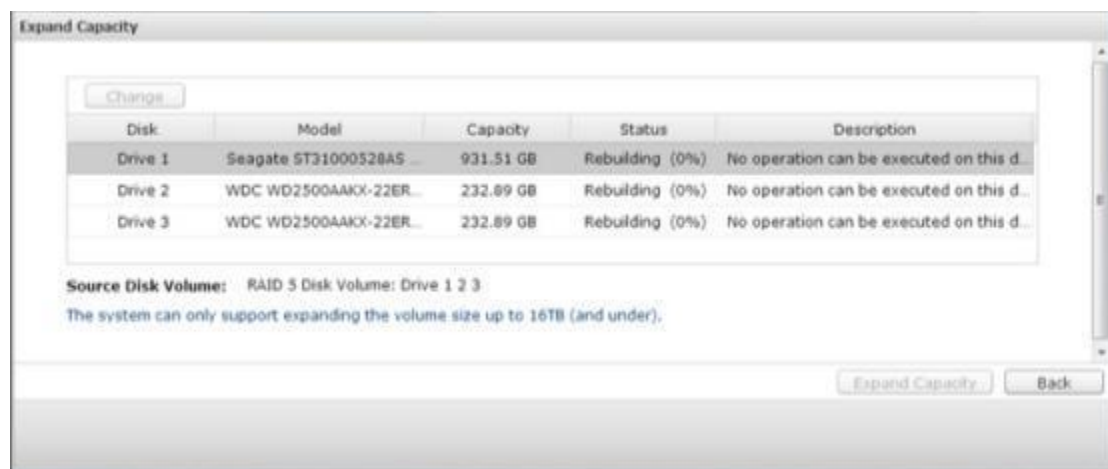 Expand Capacity
Change
Disk Model Capacity Status Description
Drive 1 Seagate ST31000528AS ... 931.51 GB Rebuilding (0%) No operation can be executed on this d...
Drive 2 WDC WD2500AAKX-22ER... 232.89 GB Rebuilding (0%) No operation can be executed on this d...
Drive 3 WDC WD2500AAKX-22ER... 232.89 GB Rebuilding (0%) No operation can be executed on this d...
Source Disk Volume: RAID 5 Disk Volume: Drive 1 2 3
The system can only support expanding the volume size up to 16TB (and under).
Expand Capacity Back